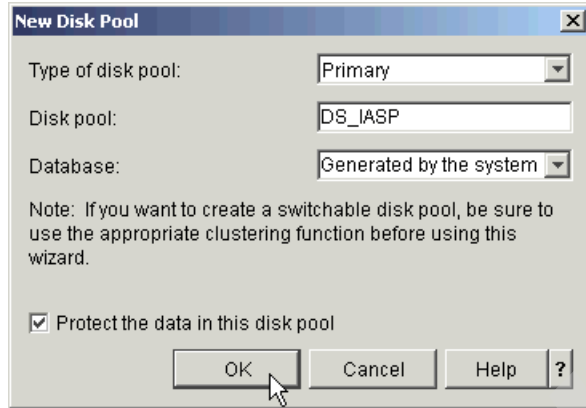 New Disk Pool
Type of disk pool: Primary
Disk pool: DS_IASP
Database: Generated by the system
Note: If you want to create a switchable disk pool, be sure to
use the appropriate clustering function before using this
wizard.
Protect the data in this disk pool
OK Cancel Help ?